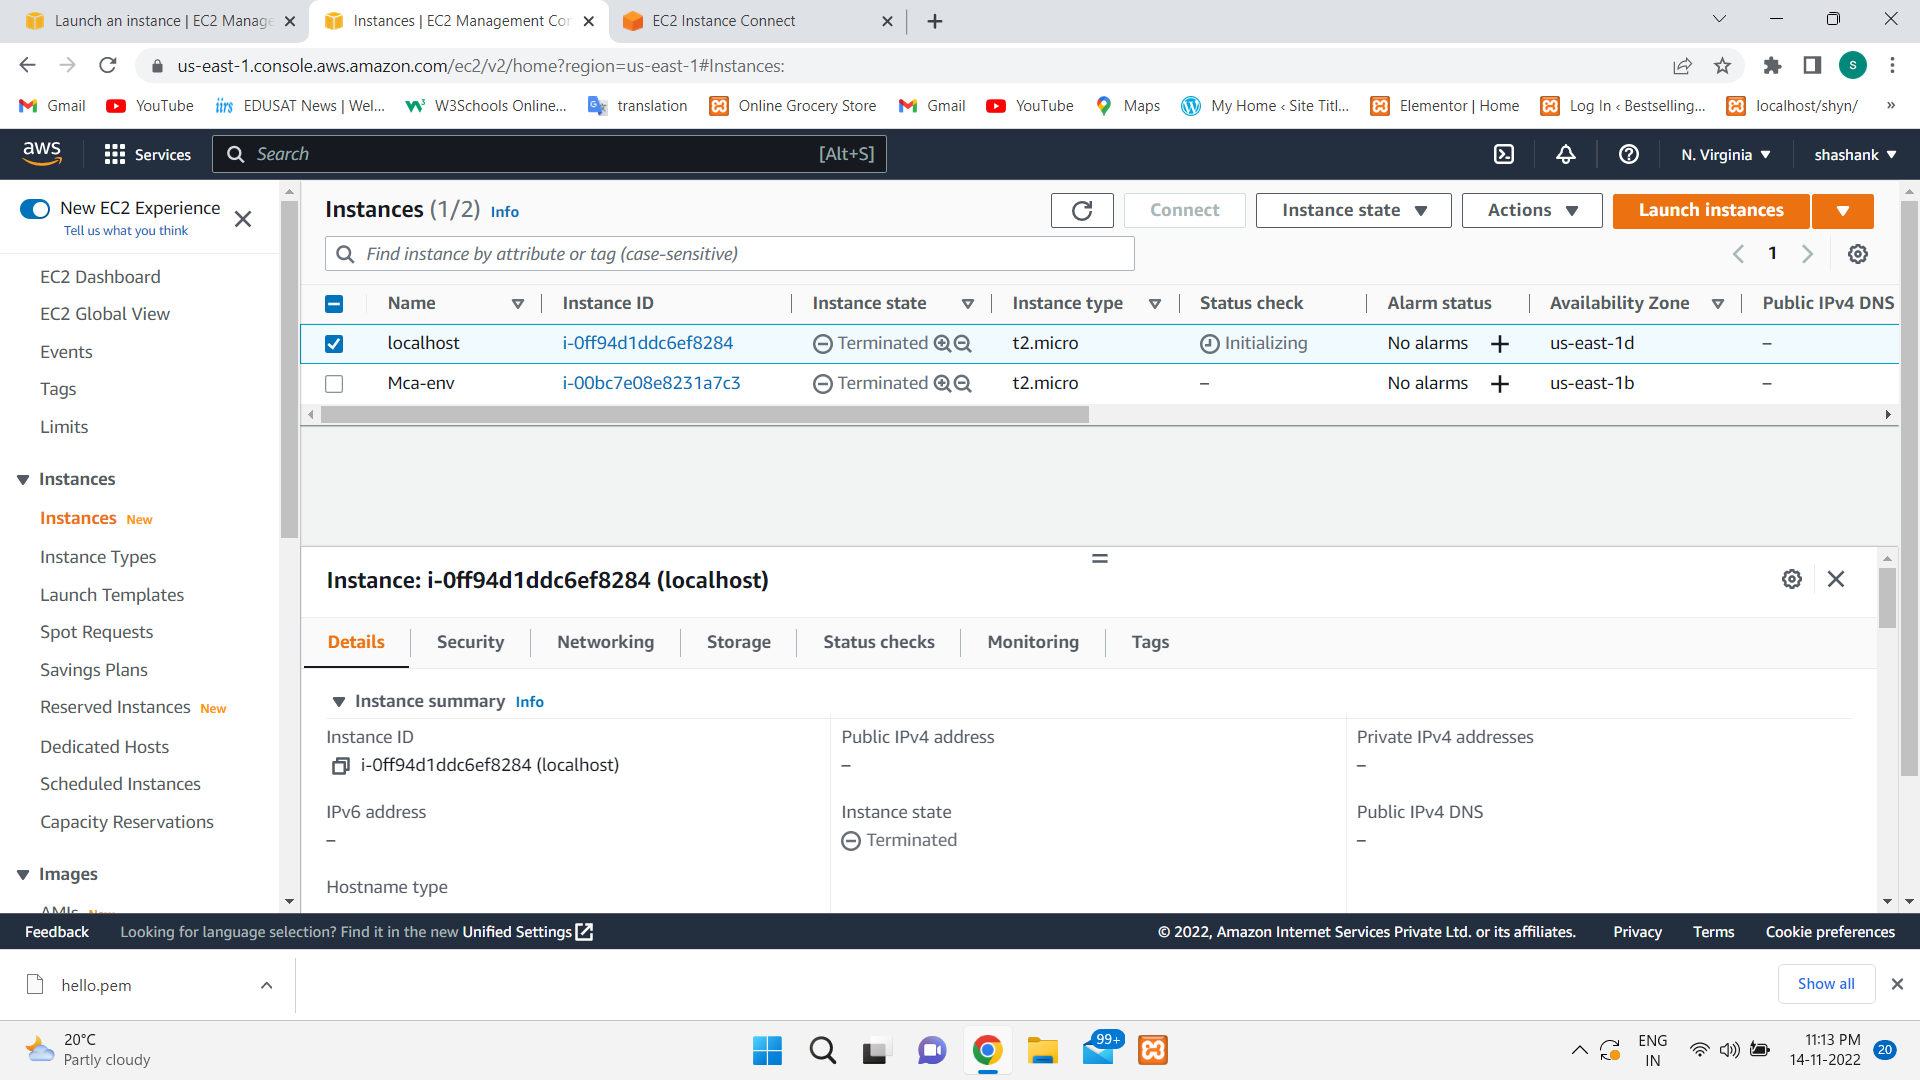 Launch an instance | EC2 Manage
Instances | EC2 Management Con
EC2 Instance Connect
us-east-1.console.aws.amazon.com/ec2/v2/home?region=us-east-1#Instances:
S
Gmail
YouTube
iirs EDUSAT News | Wel...
W3Schools Online...
translation
Online Grocery Store
Gmail
YouTube
Maps
My Home ‹ Site Titl...
Elementor | Home
Log In ‹ Bestselling...
localhost/shyn/
»
aws
Services
Search
[Alt+S]
N. Virginia
shashank
New EC2 Experience
Tell us what you think
EC2 Dashboard
EC2 Global View
Events
Tags
Limits
Instances
Instances New
Instance Types
Launch Templates
Spot Requests
Savings Plans
Reserved Instances New
Dedicated Hosts
Scheduled Instances
Capacity Reservations
Images
AMIs New
Instances (1/2) Info
Connect
Instance state
Actions
Launch instances
Find instance by attribute or tag (case-sensitive)
1
Name Instance ID Instance state Instance type Status check Alarm status Availability Zone Public IPv4 DNS
localhost i-0ff94d1ddc6ef8284 Terminated t2.micro Initializing No alarms + us-east-1d –
Mca-env i-00bc7e08e8231a7c3 Terminated t2.micro – No alarms + us-east-1b –
Instance: i-0ff94d1ddc6ef8284 (localhost)
Details Security Networking Storage Status checks Monitoring Tags
Instance summary Info
Instance ID
i-0ff94d1ddc6ef8284 (localhost)
Public IPv4 address
–
Private IPv4 addresses
–
IPv6 address
–
Instance state
Terminated
Public IPv4 DNS
–
Hostname type
Feedback
Looking for language selection? Find it in the new Unified Settings
© 2022, Amazon Internet Services Private Ltd. or its affiliates.
Privacy
Terms
Cookie preferences
hello.pem
Show all
20°C
Partly cloudy
99+
ENG
IN
11:13 PM
14-11-2022
20